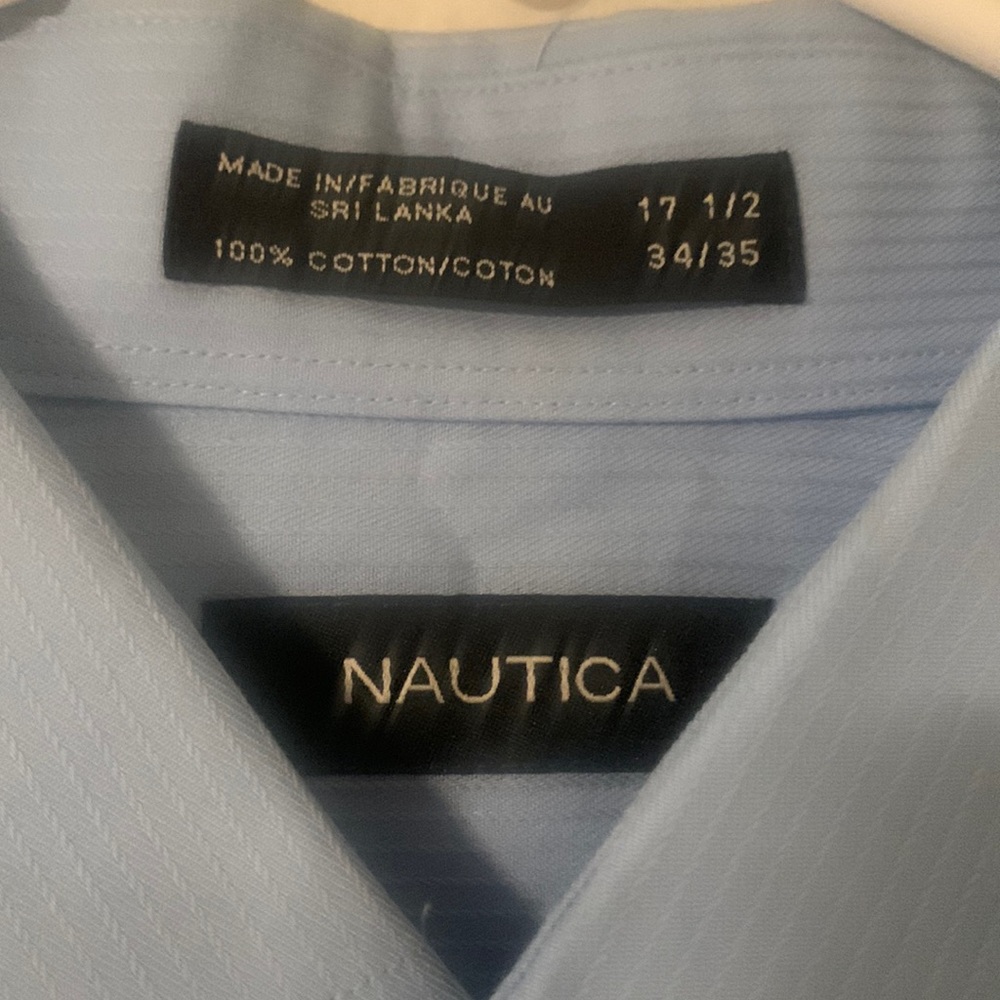 MADE IN/FABRIQUE AU
SRI LANKA
100% COTTON/COTON
17 1/2
34/35
NAUTICA